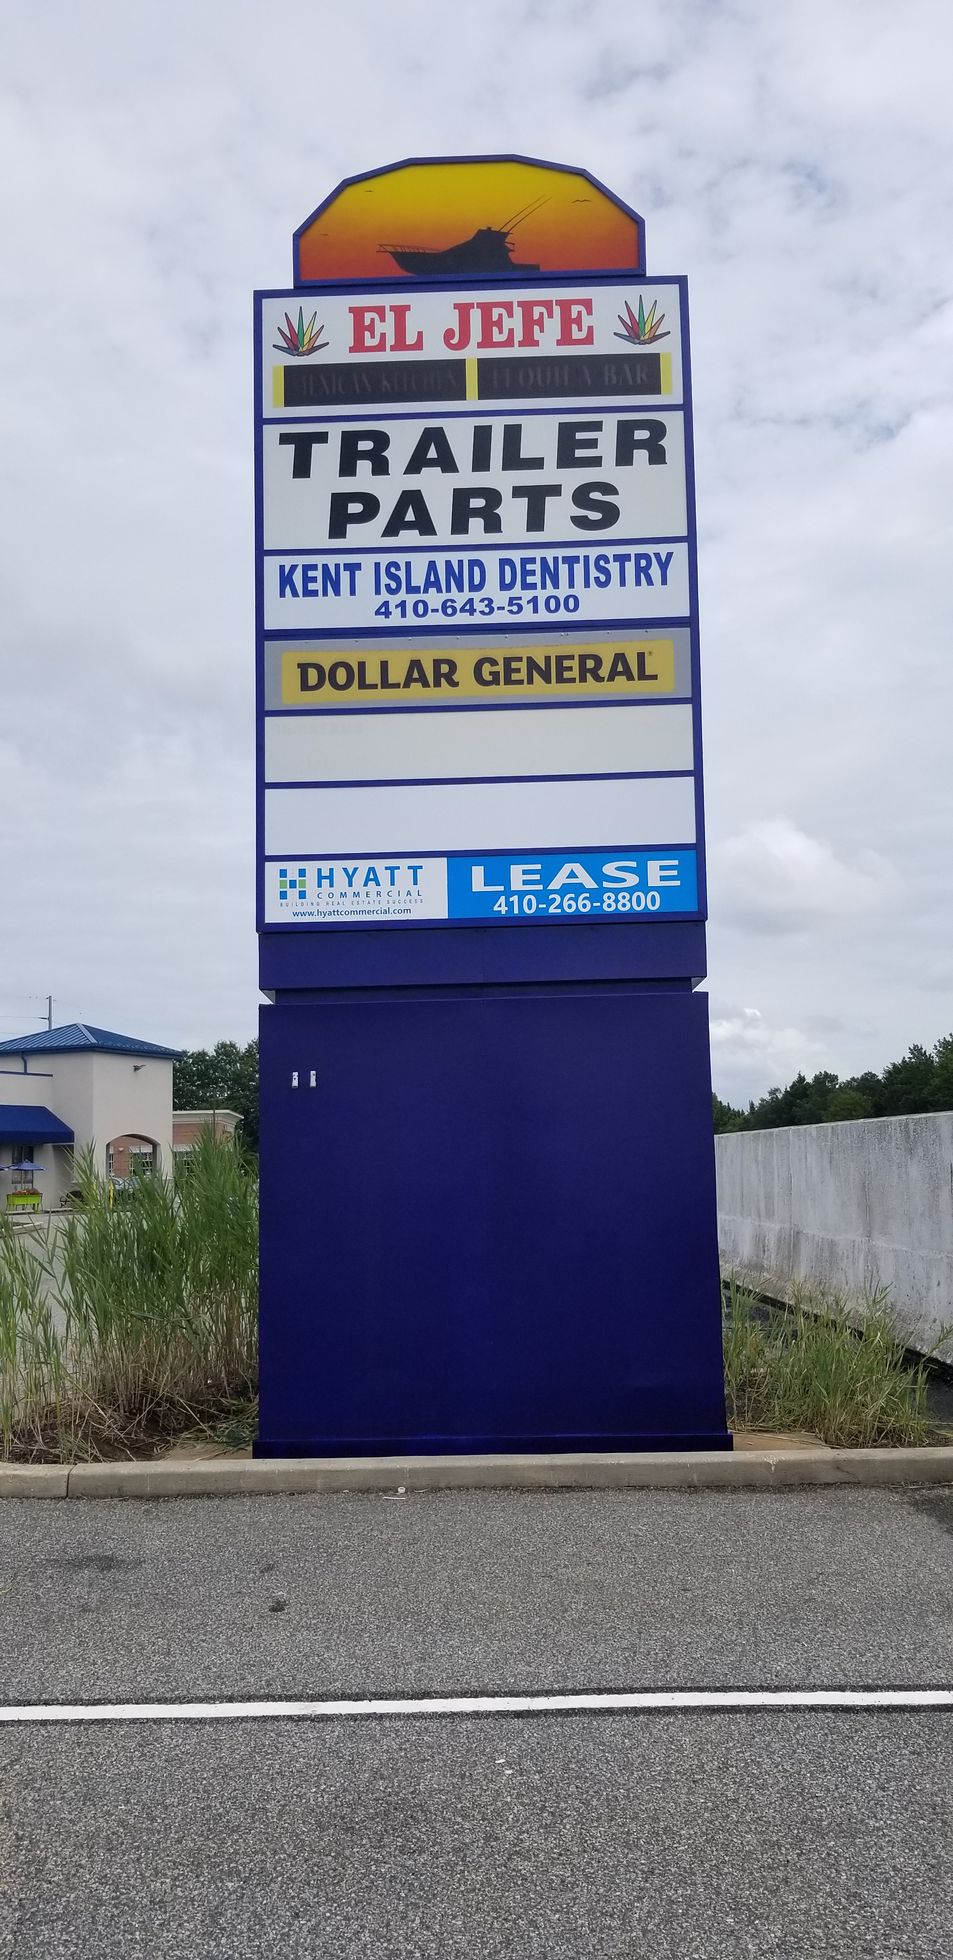 EL JEFE
MEXICAN KITCHEN TEQUILA BAR
TRAILER
PARTS
KENT ISLAND DENTISTRY
410-643-5100
DOLLAR GENERAL
HYATT
COMMERCIAL
BUILDING REAL ESTATE SUCCESS
www.hyattcommercial.com
LEASE
410-266-8800